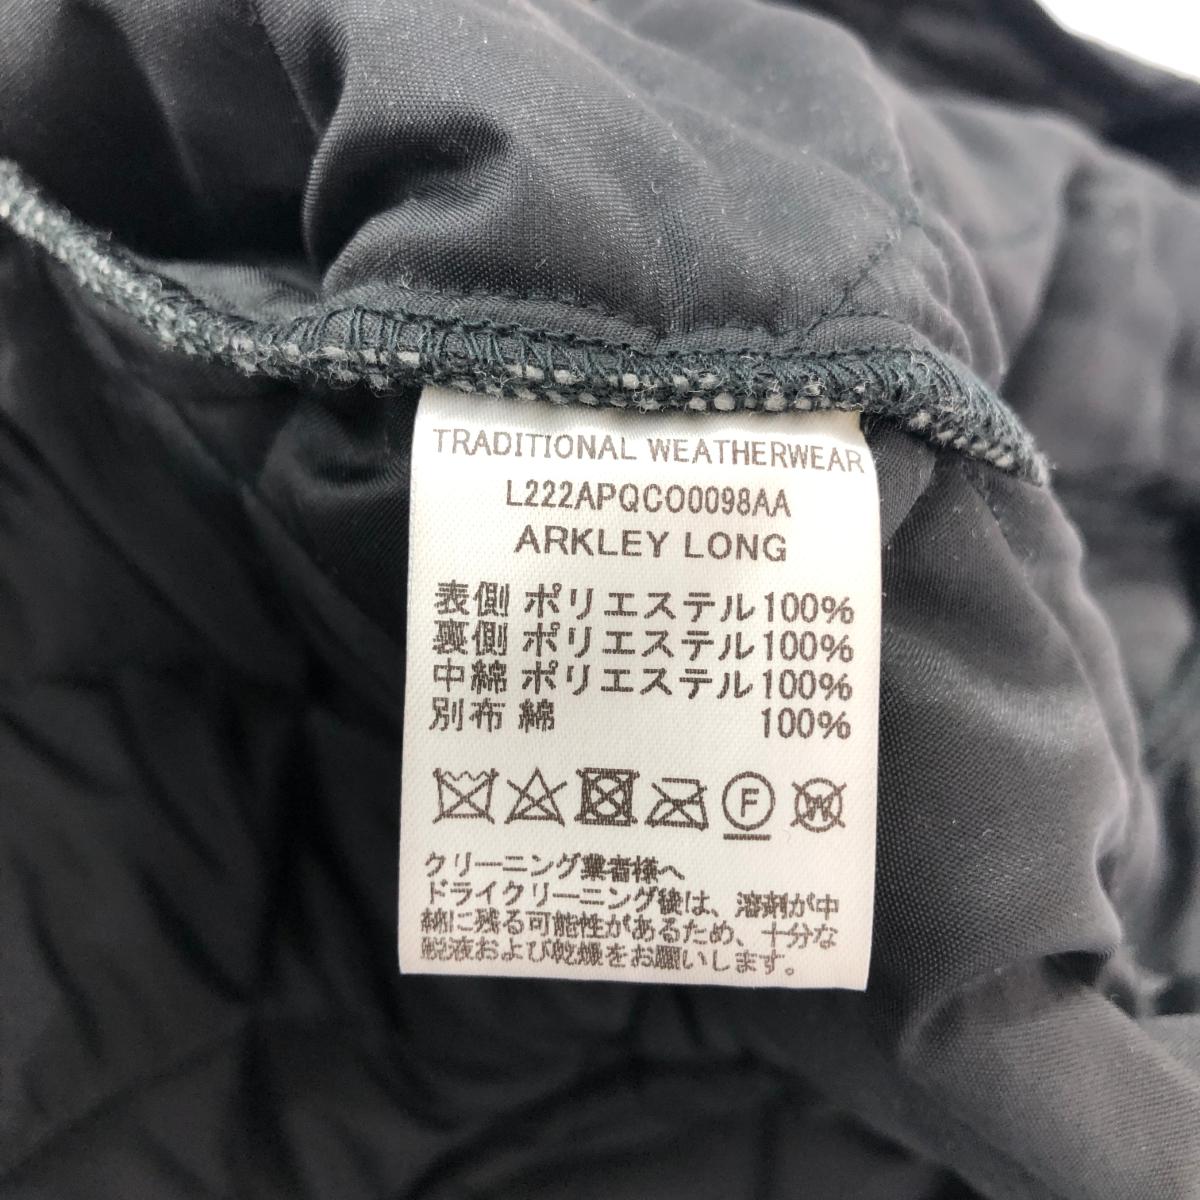 TRADITIONAL WEATHERWEAR
L222APQCO0098AA
ARKLEY LONG
表側 ポリエステル100%
裏側 ポリエステル100%
中綿 ポリエステル100%
別布 綿 100%
F W
クリーニング業者様へ
ドライクリーニング後は、溶剤が中
綿に残る可能性があるため、十分な
脱液および乾燥をお願いします。